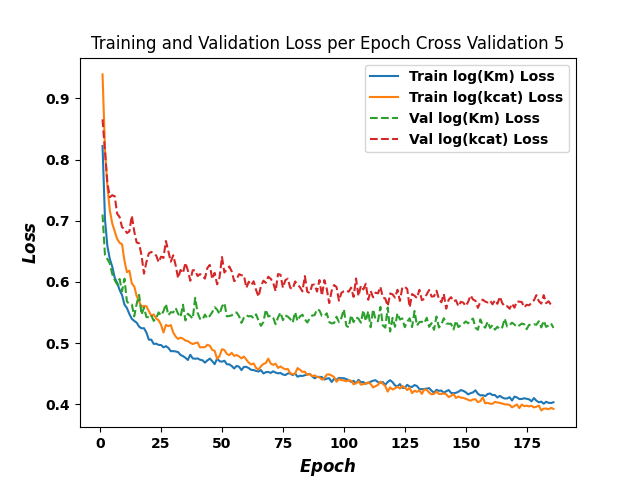 Training and Validation Loss per Epoch Cross Validation 5
Train log(Km) Loss
Train log(kcat) Loss
Val log(Km) Loss
Val log(kcat) Loss
0.9
0.8
0.7
0.6
0.5
0.4
Loss
0 25 50 75 100 125 150 175
Epoch